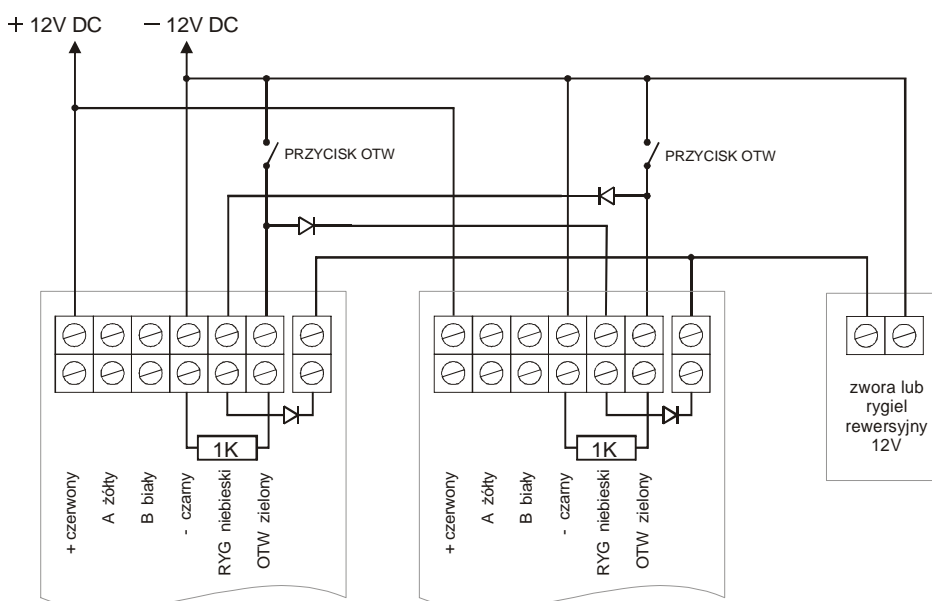 + 12V DC
− 12V DC
PRZYCISK OTW
PRZYCISK OTW
1K
+ czerwony
A żółty
B biały
- czarny
RYG niebieski
OTW zielony
1K
+ czerwony
A żółty
B biały
- czarny
RYG niebieski
OTW zielony
zwora lub
rygiel
rewersyjny
12V